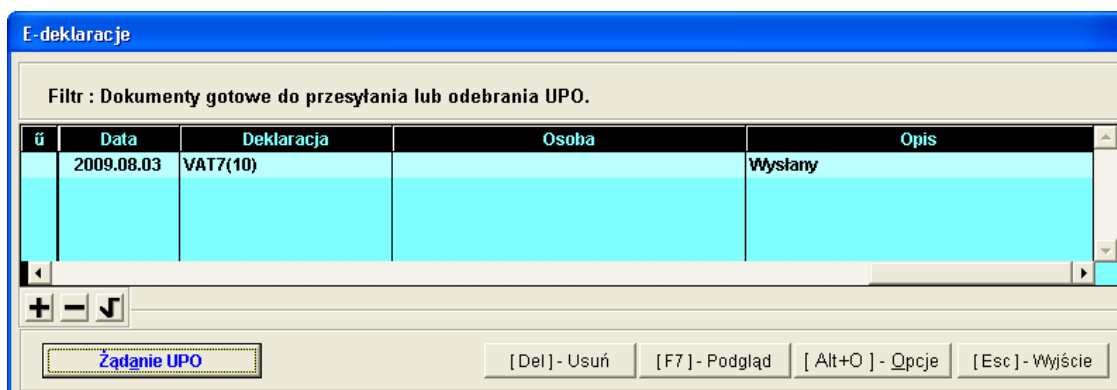 E-deklaracje
Filtr : Dokumenty gotowe do przesyłania lub odebrania UPO.
ű Data Deklaracja Osoba Opis
2009.08.03 VAT7(10) Wysłany
Żądanie UPO [ Del ] - Usuń [ F7 ] - Podgląd [ Alt+O ] - Opcje [ Esc ] - Wyjście